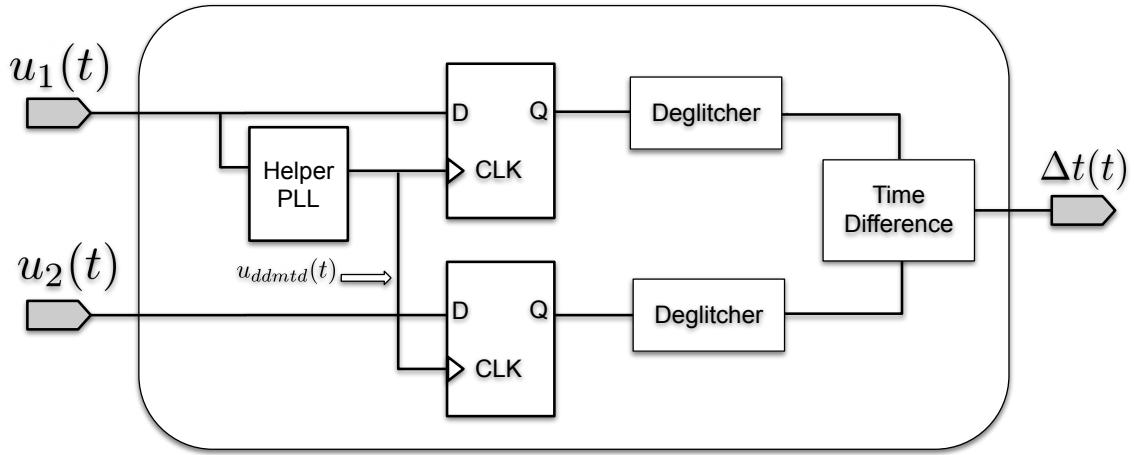 u₁(t)
D
Q
Deglitcher
CLK
Helper
PLL
Time
Difference
Δt(t)
u₂(t)
u_ddmtd(t)
D
Q
Deglitcher
CLK